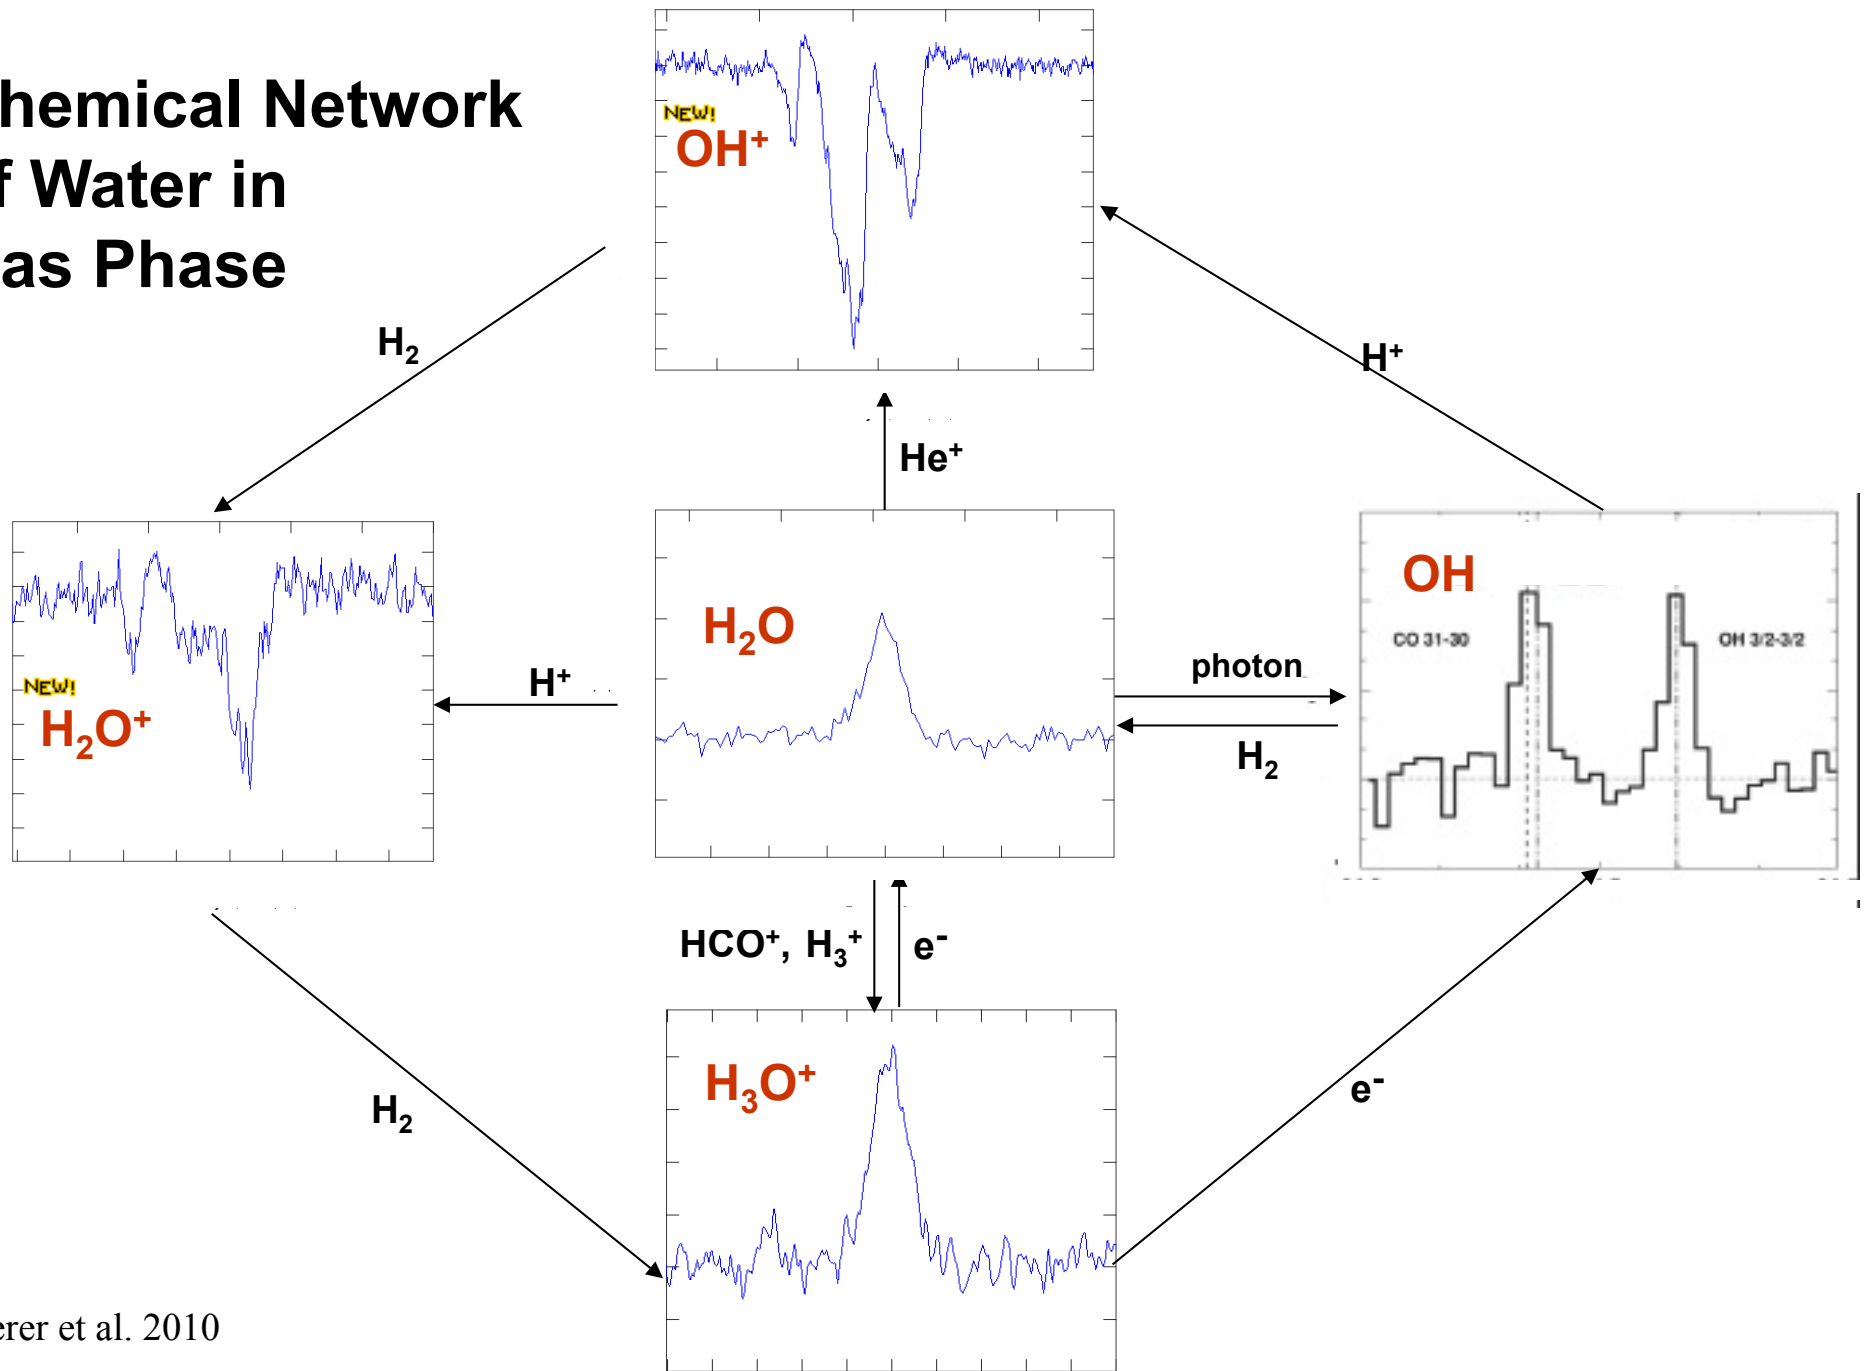 hemical Network
f Water in
as Phase
NEW!
OH⁺
H₂
H⁺
He⁺
NEW!
H₂O⁺
H⁺
H₂O
photon
H₂
OH
CO 31-30
OH 3/2-3/2
HCO⁺, H₃⁺
e⁻
H₂
H₃O⁺
e⁻
erer et al. 2010